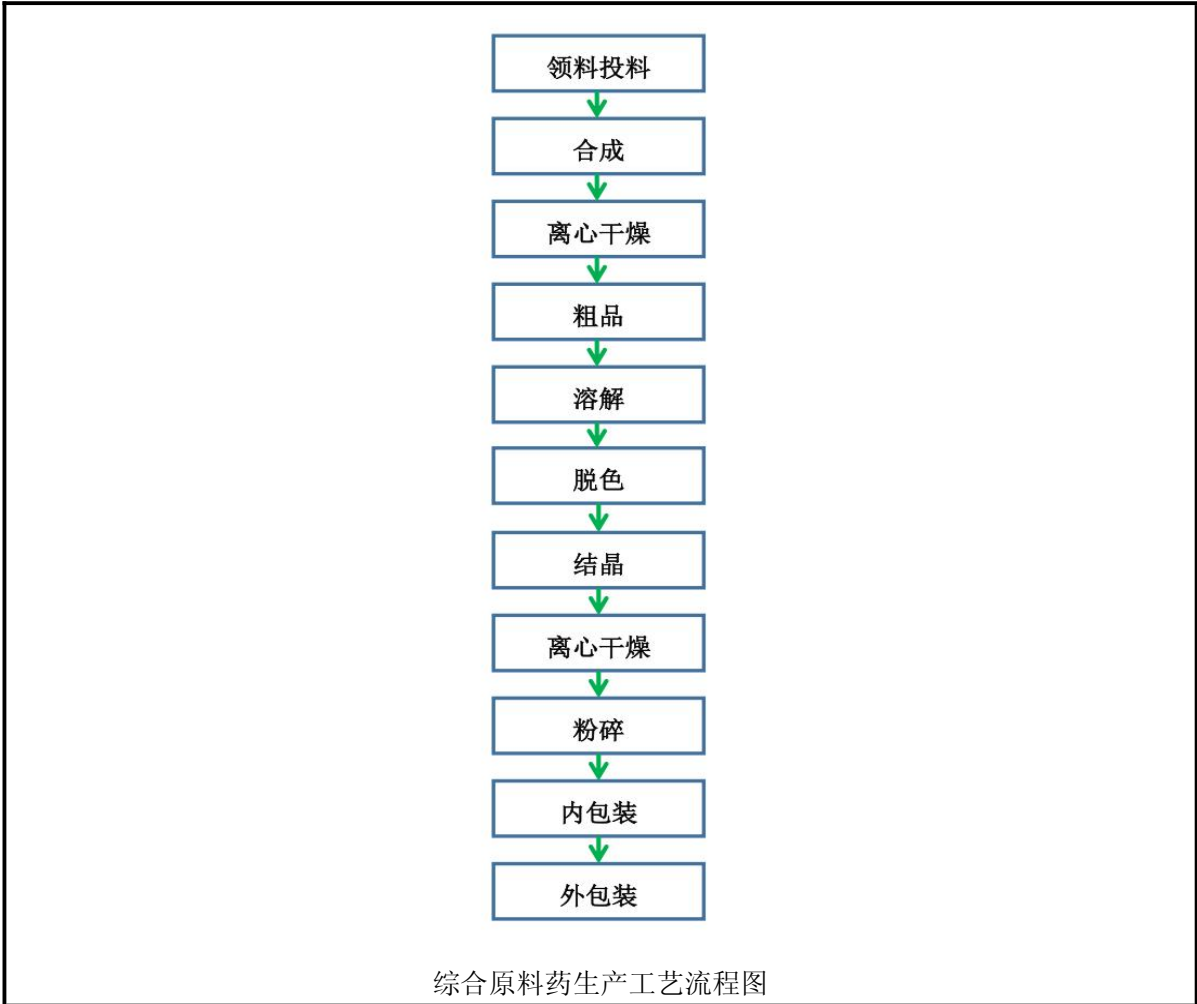 领料投料
合成
离心干燥
粗品
溶解
脱色
结晶
离心干燥
粉碎
内包装
外包装
综合原料药生产工艺流程图